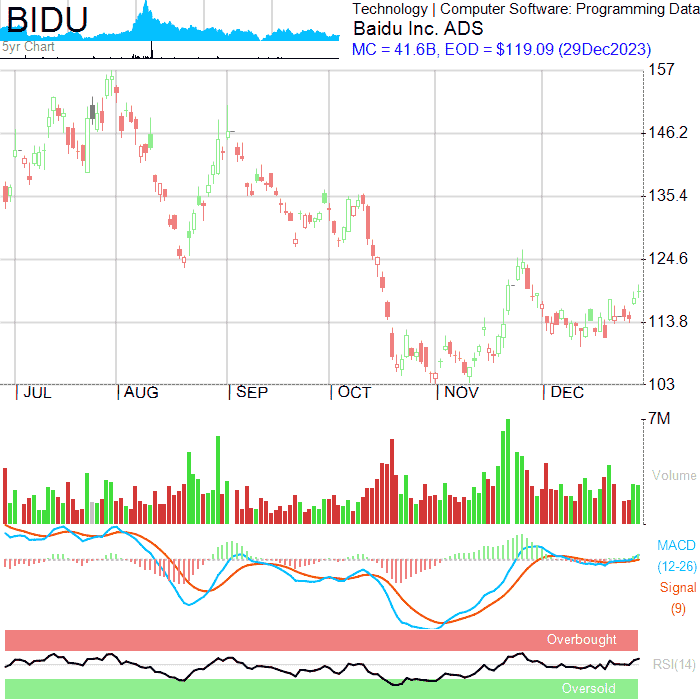 BIDU
5yr Chart
Technology | Computer Software: Programming Data
Baidu Inc. ADS
MC = 41.6B, EOD = $119.09 (29Dec2023)
157
146.2
135.4
124.6
113.8
103
JUL AUG SEP OCT NOV DEC
7M
Volume
MACD
(12-26)
Signal
(9)
Overbought
RSI(14)
Oversold